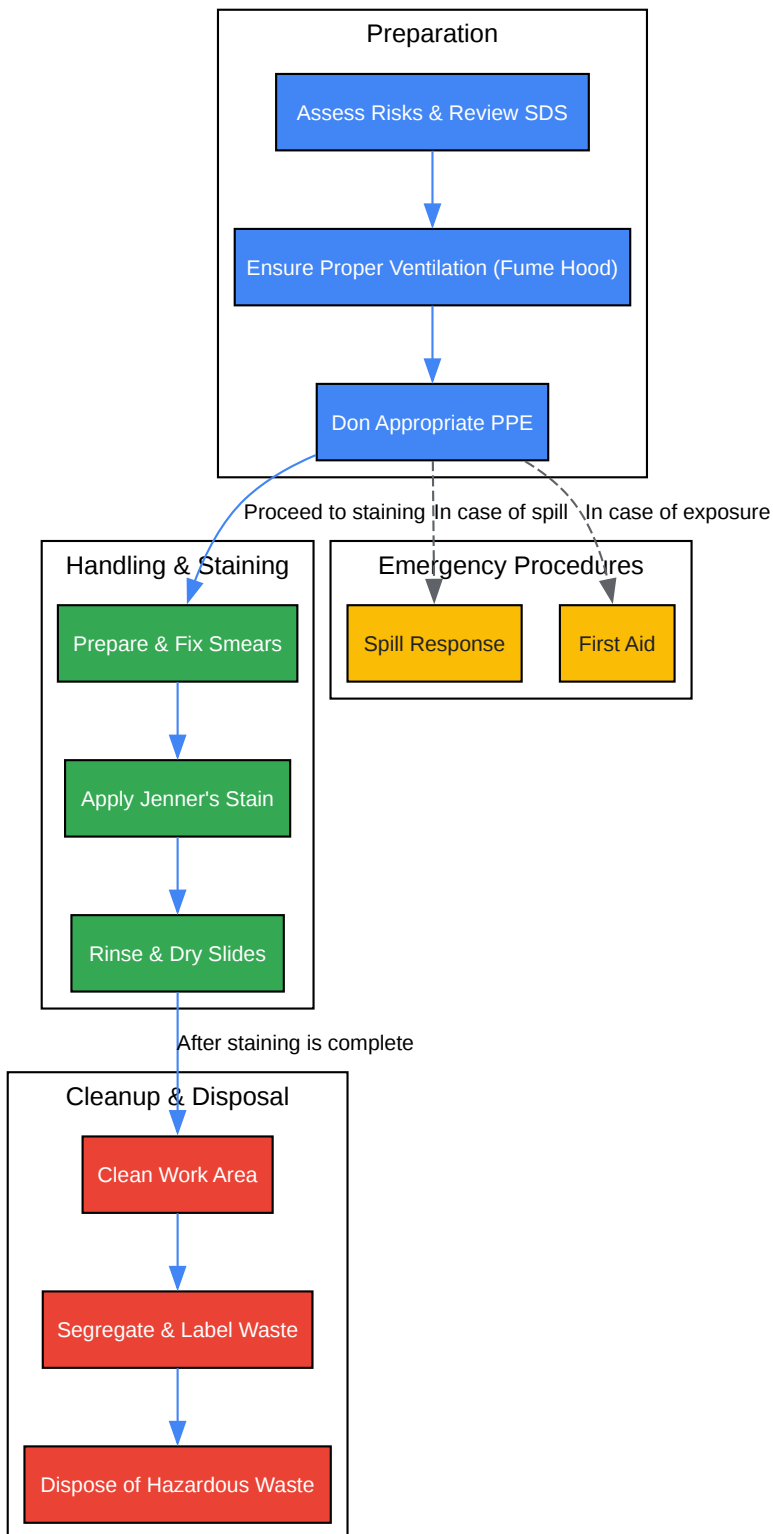 Preparation
Assess Risks & Review SDS
Ensure Proper Ventilation (Fume Hood)
Don Appropriate PPE
Proceed to staining
In case of spill
In case of exposure
Handling & Staining
Emergency Procedures
Prepare & Fix Smears
Spill Response
First Aid
Apply Jenner's Stain
Rinse & Dry Slides
After staining is complete
Cleanup & Disposal
Clean Work Area
Segregate & Label Waste
Dispose of Hazardous Waste